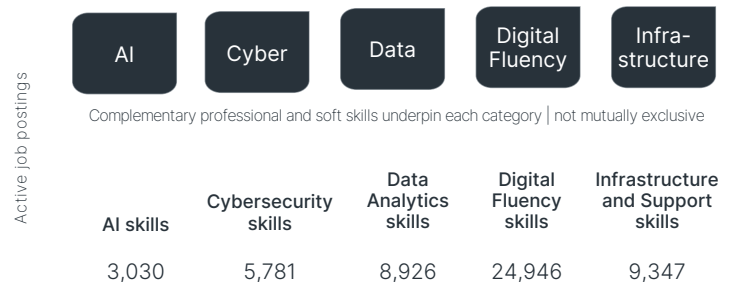 AI
Cyber
Data
Digital
Fluency
Infra-
structure
Complementary professional and soft skills underpin each category | not mutually exclusive
Active job postings
AI skills
Cybersecurity
skills
Data
Analytics
skills
Digital
Fluency
skills
Infrastructure
and Support
skills
3,030
5,781
8,926
24,946
9,347